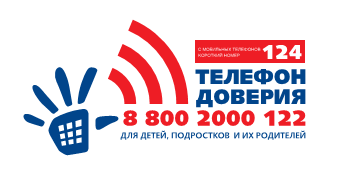 С МОБИЛЬНЫХ ТЕЛЕФОНОВ
КОРОТКИЙ НОМЕР 124
ТЕЛЕФОН
ДОВЕРИЯ
8 800 2000 122
ДЛЯ ДЕТЕЙ, ПОДРОСТКОВ И ИХ РОДИТЕЛЕЙ